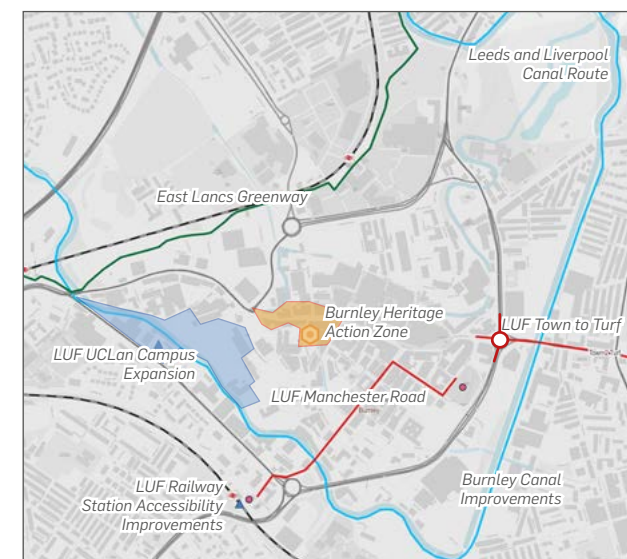 Leeds and Liverpool
Canal Route
East Lancs Greenway
Burnley Heritage
Action Zone
LUF Town to Turf
LUF UCLan Campus
Expansion
LUF Manchester Road
Burnley
LUF Railway
Station Accessibility
Improvements
Burnley Canal
Improvements